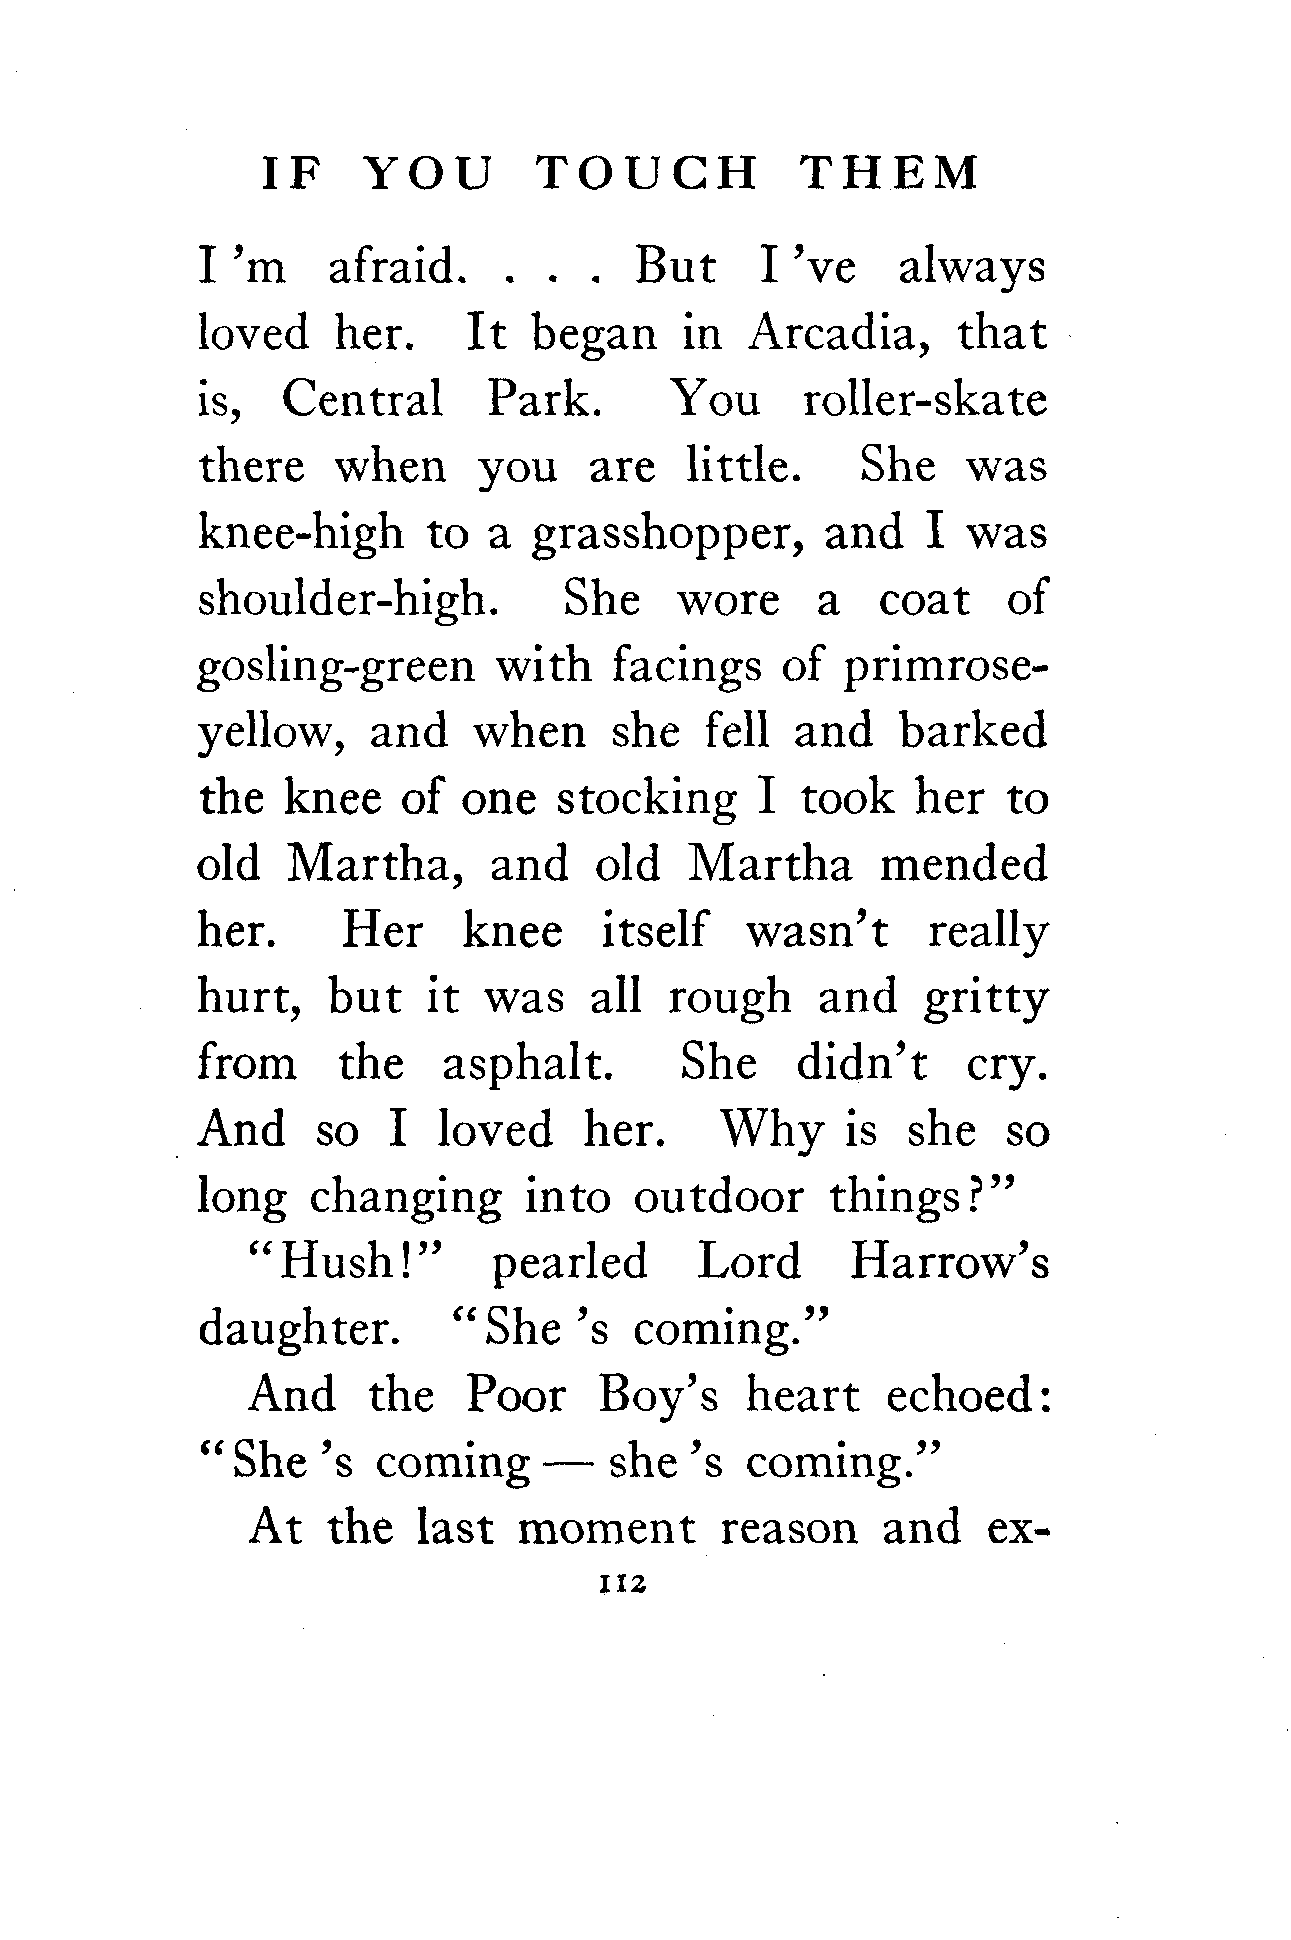 IF YOU TOUCH THEM
I 'm afraid. . . . But I 've always
loved her. It began in Arcadia, that
is, Central Park. You roller-skate
there when you are little. She was
knee-high to a grasshopper, and I was
shoulder-high. She wore a coat of
gosling-green with facings of primrose-
yellow, and when she fell and barked
the knee of one stocking I took her to
old Martha, and old Martha mended
her. Her knee itself wasn't really
hurt, but it was all rough and gritty
from the asphalt. She didn't cry.
And so I loved her. Why is she so
long changing into outdoor things?"
"Hush!" pearled Lord Harrow's
daughter. "She 's coming."
And the Poor Boy's heart echoed:
"She 's coming — she 's coming."
At the last moment reason and ex-
112